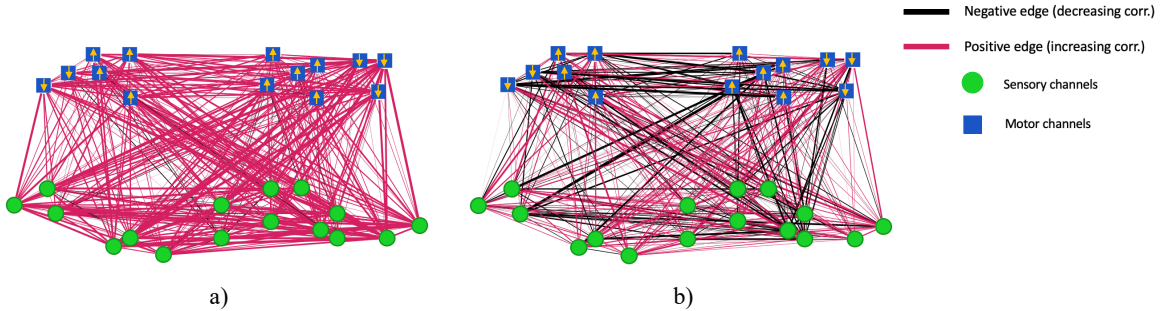 Negative edge (decreasing corr.)
Positive edge (increasing corr.)
Sensory channels
Motor channels
a)
b)